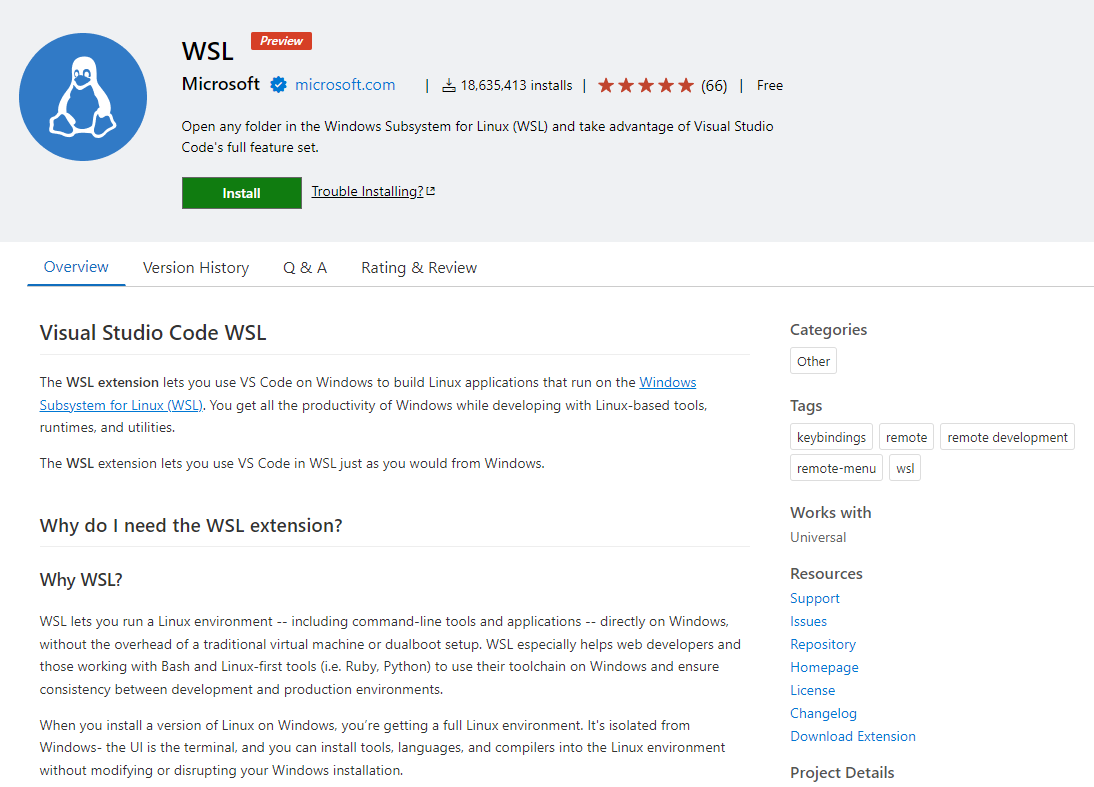 WSL
Preview
Microsoft microsoft.com | 18,635,413 installs | (66) | Free
Open any folder in the Windows Subsystem for Linux (WSL) and take advantage of Visual Studio
Code's full feature set.
Install Trouble Installing?
Overview Version History Q & A Rating & Review
Visual Studio Code WSL
The WSL extension lets you use VS Code on Windows to build Linux applications that run on the Windows
Subsystem for Linux (WSL). You get all the productivity of Windows while developing with Linux-based tools,
runtimes, and utilities.
The WSL extension lets you use VS Code in WSL just as you would from Windows.
Why do I need the WSL extension?
Why WSL?
WSL lets you run a Linux environment -- including command-line tools and applications -- directly on Windows,
without the overhead of a traditional virtual machine or dualboot setup. WSL especially helps web developers and
those working with Bash and Linux-first tools (i.e. Ruby, Python) to use their toolchain on Windows and ensure
consistency between development and production environments.
When you install a version of Linux on Windows, you’re getting a full Linux environment. It's isolated from
Windows- the UI is the terminal, and you can install tools, languages, and compilers into the Linux environment
without modifying or disrupting your Windows installation.
Categories
Other
Tags
keybindings remote remote development
remote-menu wsl
Works with
Universal
Resources
Support
Issues
Repository
Homepage
License
Changelog
Download Extension
Project Details